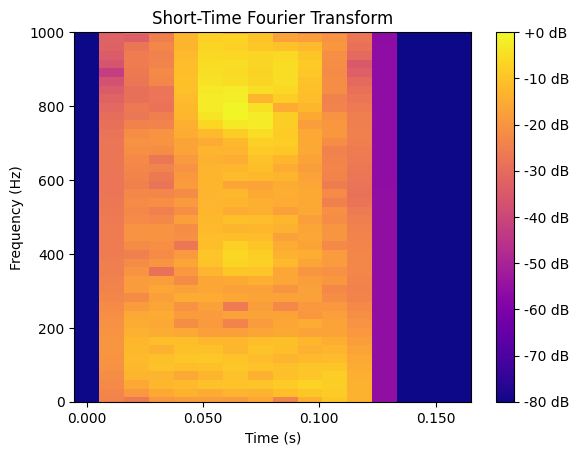 Short-Time Fourier Transform
1000
800
600
400
200
0
Frequency (Hz)
0.000
0.050
0.100
0.150
Time (s)
+0 dB
-10 dB
-20 dB
-30 dB
-40 dB
-50 dB
-60 dB
-70 dB
-80 dB